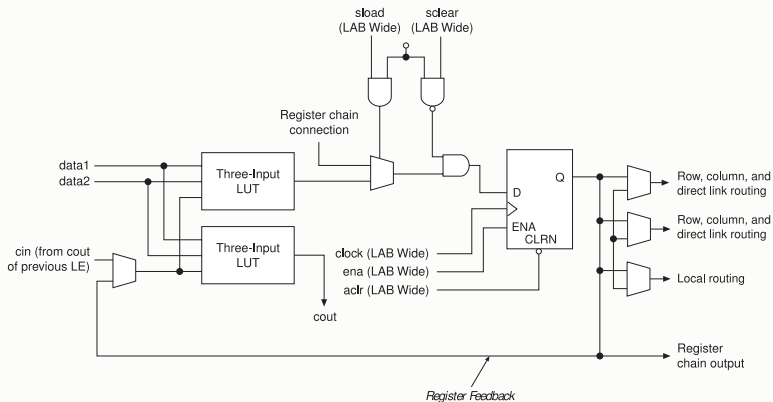 sload
(LAB Wide)
sclear
(LAB Wide)
Register chain
connection
data1
data2
Three-Input
LUT
Three-Input
LUT
cin (from cout
of previous LE)
cout
clock (LAB Wide)
ena (LAB Wide)
aclr (LAB Wide)
Q
D
ENA
CLRN
Row, column, and
direct link routing
Row, column, and
direct link routing
Local routing
Register
chain output
Register Feedback